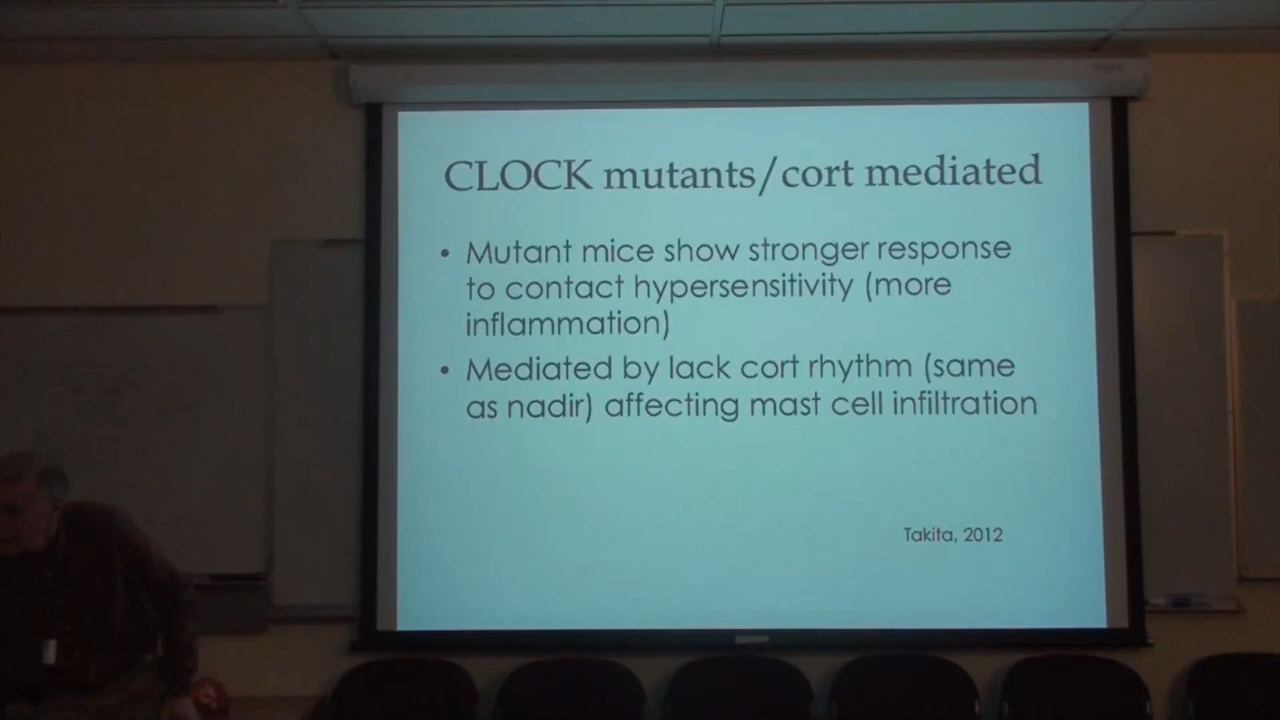 CLOCK mutants/cort mediated
• Mutant mice show stronger response
to contact hypersensitivity (more
inflammation)
• Mediated by lack cort rhythm (same
as nadir) affecting mast cell infiltration
Takita, 2012